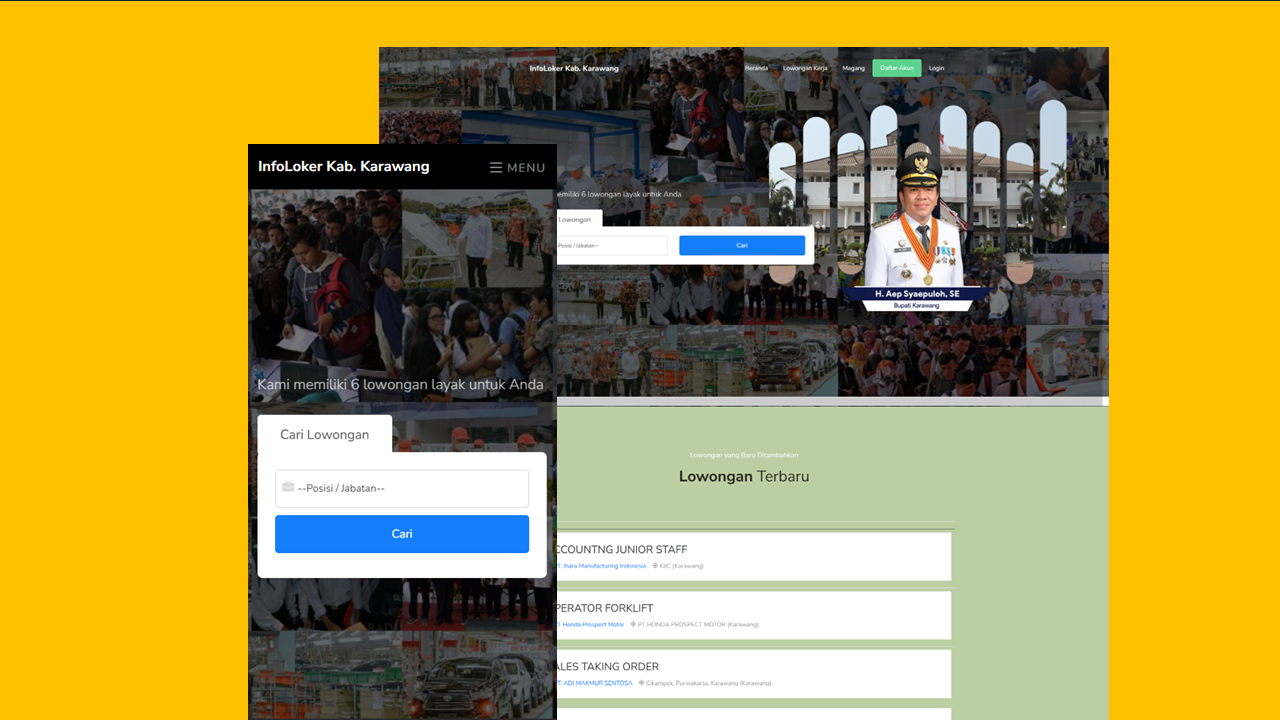 InfoLoker Kab. Karawang
Beranda Lowongan Kerja Magang Daftar Akun Login
memiliki 6 lowongan layak untuk Anda
Lowongan
Posisi / Jabatan--
Cari
H. Aep Syaepuloh, SE
Bupati Karawang
InfoLoker Kab. Karawang
MENU
Kami memiliki 6 lowongan layak untuk Anda
Cari Lowongan
--Posisi / Jabatan--
Cari
Lowongan yang Baru Ditambahkan
Lowongan Terbaru
CCOUNTNG JUNIOR STAFF
T. Ihara Manufacturing Indonesia KIIC (Karawang)
PERATOR FORKLIFT
T Honda Prospect Motor PT HONDA PROSPECT MOTOR (Karawang)
ALES TAKING ORDER
T. ADI MAKMUR SENTOSA Cikampek, Purwakarta, Karawang (Karawang)